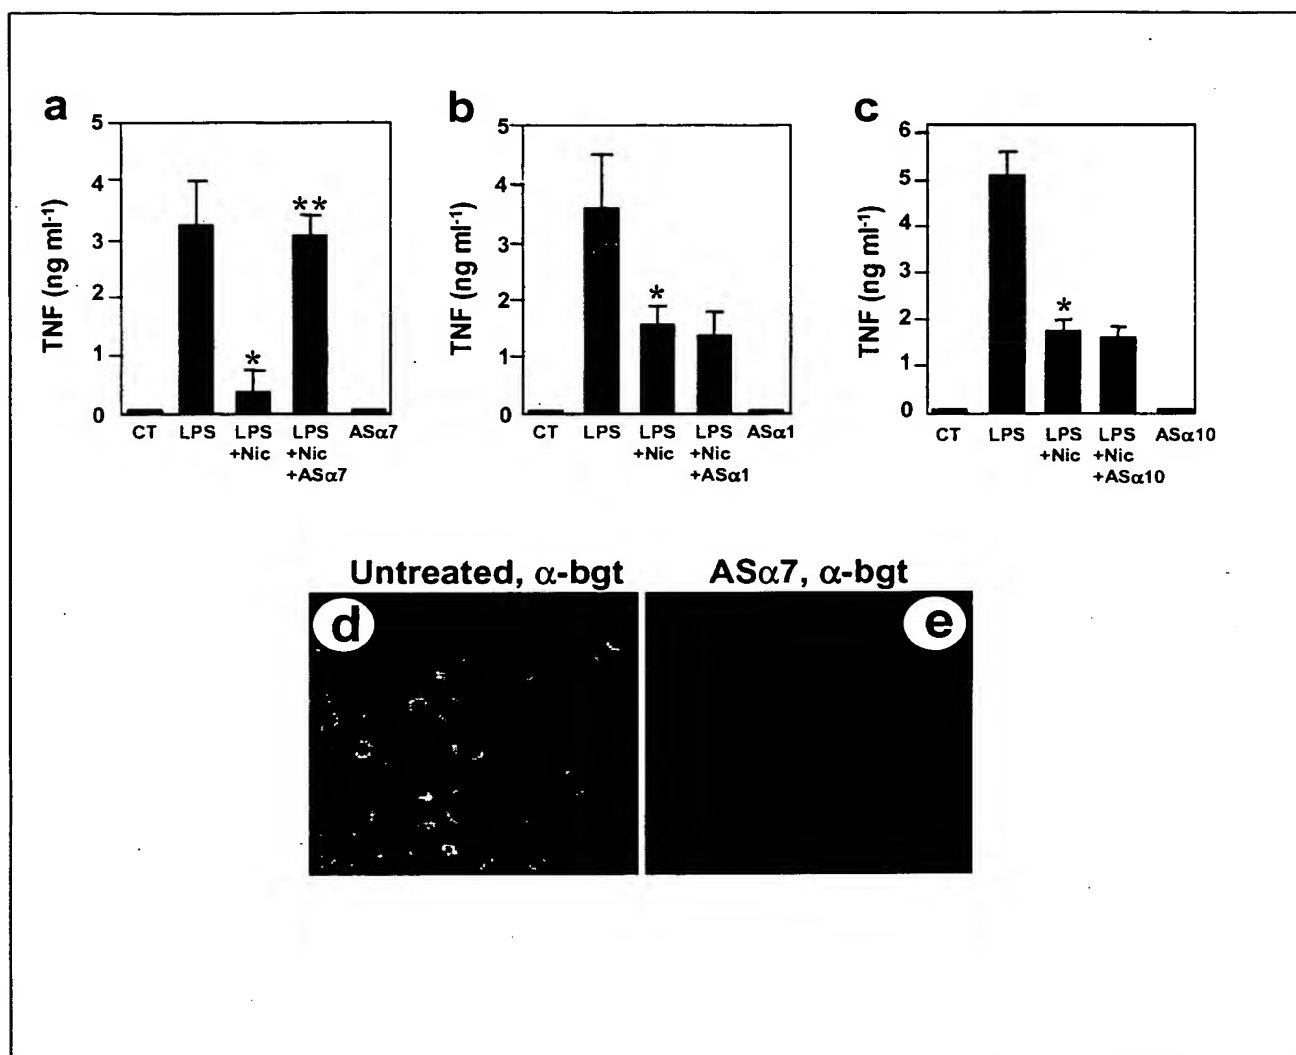 a
TNF (ng ml-1)
5
4
3
2
1
0
CT LPS LPS LPS ASα7
+Nic +Nic
+ASα7
*
**
b
TNF (ng ml-1)
5
4
3
2
1
0
CT LPS LPS LPS ASα1
+Nic +Nic
+ASα1
*
c
TNF (ng ml-1)
6
5
4
3
2
1
0
CT LPS LPS LPS ASα10
+Nic +Nic
+ASα10
*
Untreated, α-bgt
d
ASα7, α-bgt
e